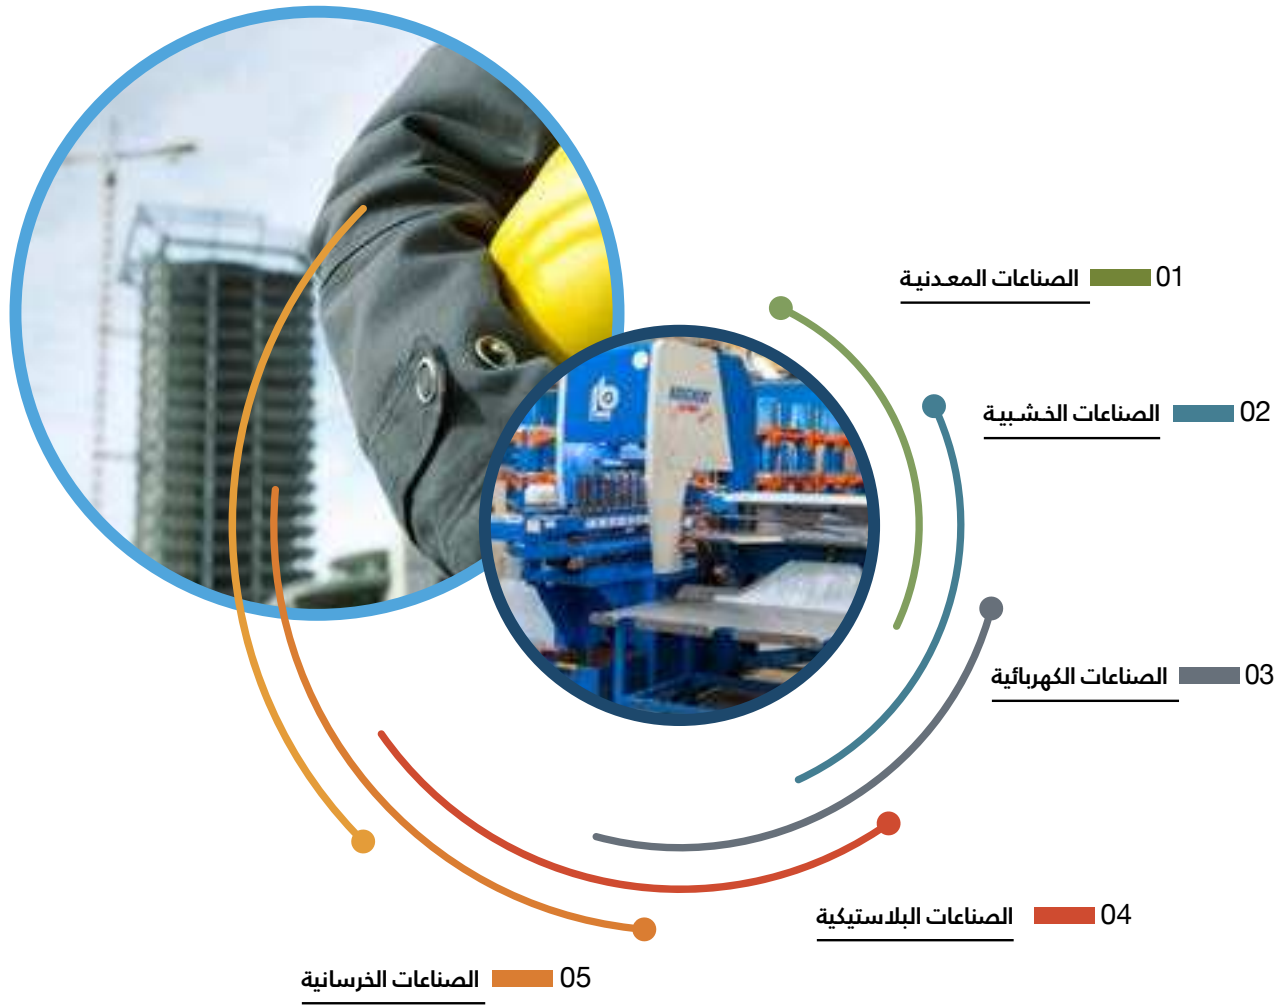 01 الصناعات المعدنية
02 الصناعات الخشبية
03 الصناعات الكهربائية
04 الصناعات البلاستيكية
05 الصناعات الخرسانية